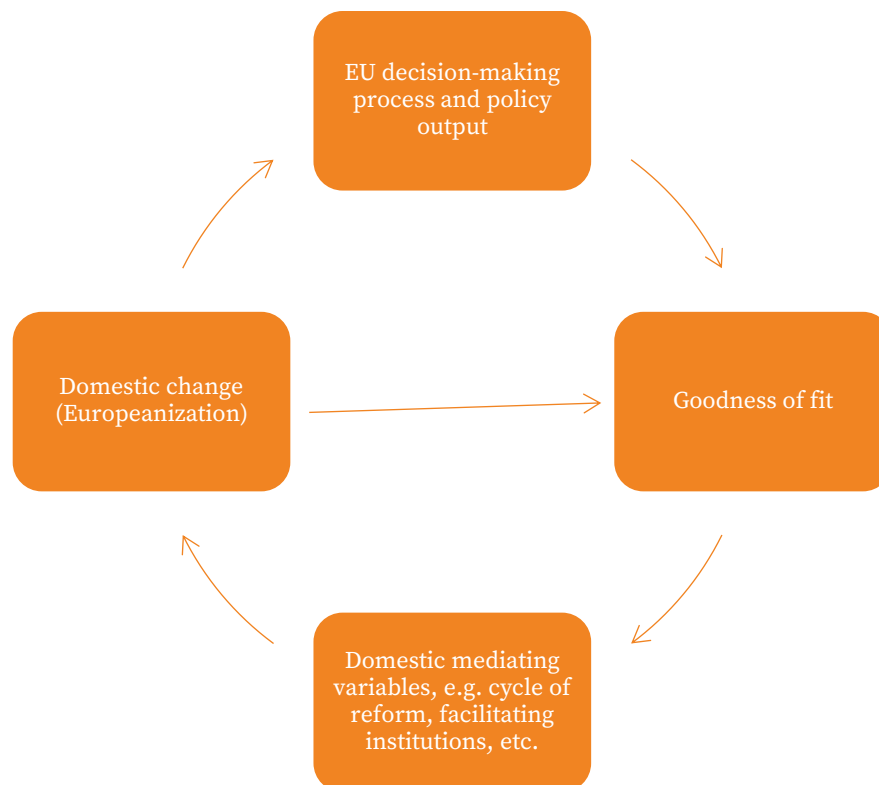 EU decision-making
process and policy
output
Domestic change
(Europeanization)
Goodness of fit
Domestic mediating
variables, e.g. cycle of
reform, facilitating
institutions, etc.